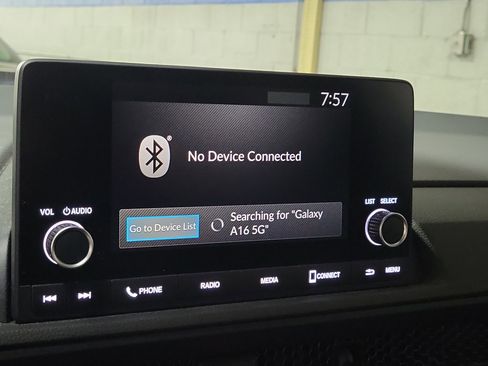 7:57
No Device Connected
VOL AUDIO
LIST SELECT
Go to Device List
Searching for "Galaxy
A16 5G"
PHONE
RADIO
MEDIA
CONNECT
MENU